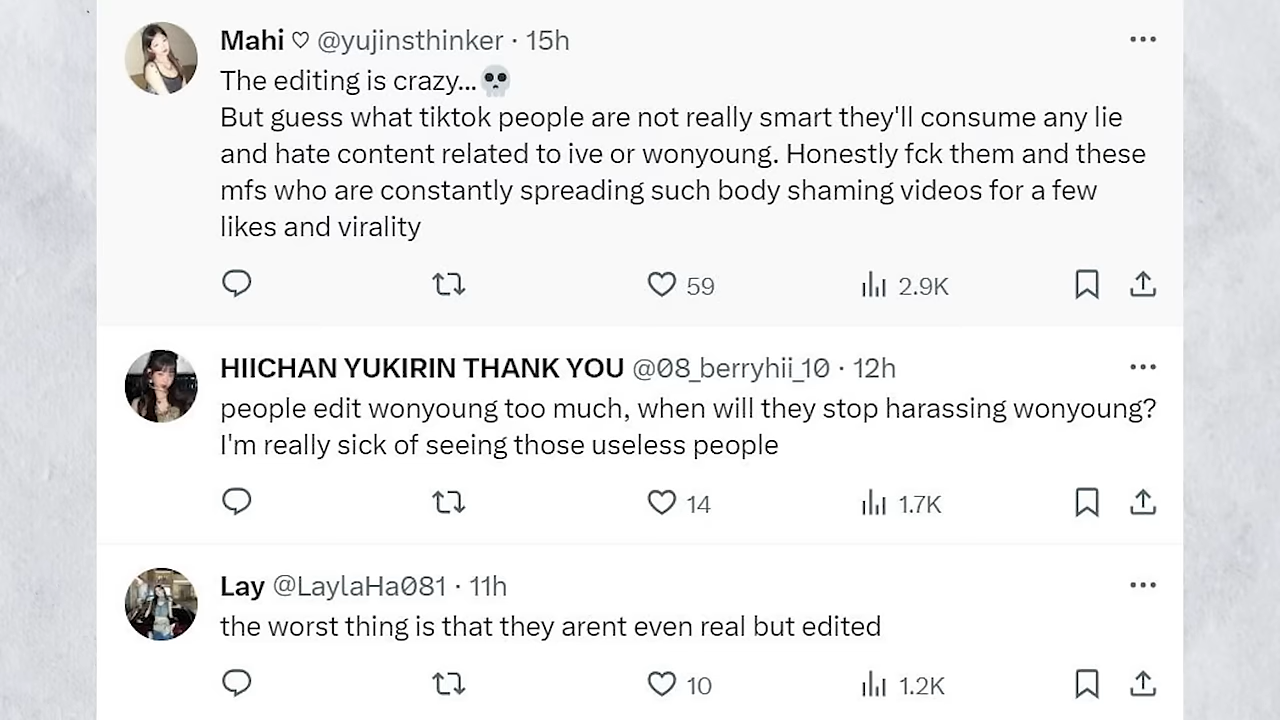 Mahi ♡ @yujinsthinker · 15h
The editing is crazy...💀
But guess what tiktok people are not really smart they'll consume any lie
and hate content related to ive or wonyoung. Honestly fck them and these
mfs who are constantly spreading such body shaming videos for a few
likes and virality
59 2.9K
HIICHAN YUKIRIN THANK YOU @08_berryhii_10 · 12h
people edit wonyoung too much, when will they stop harassing wonyoung?
I'm really sick of seeing those useless people
14 1.7K
Lay @LaylaHa081 · 11h
the worst thing is that they arent even real but edited
10 1.2K